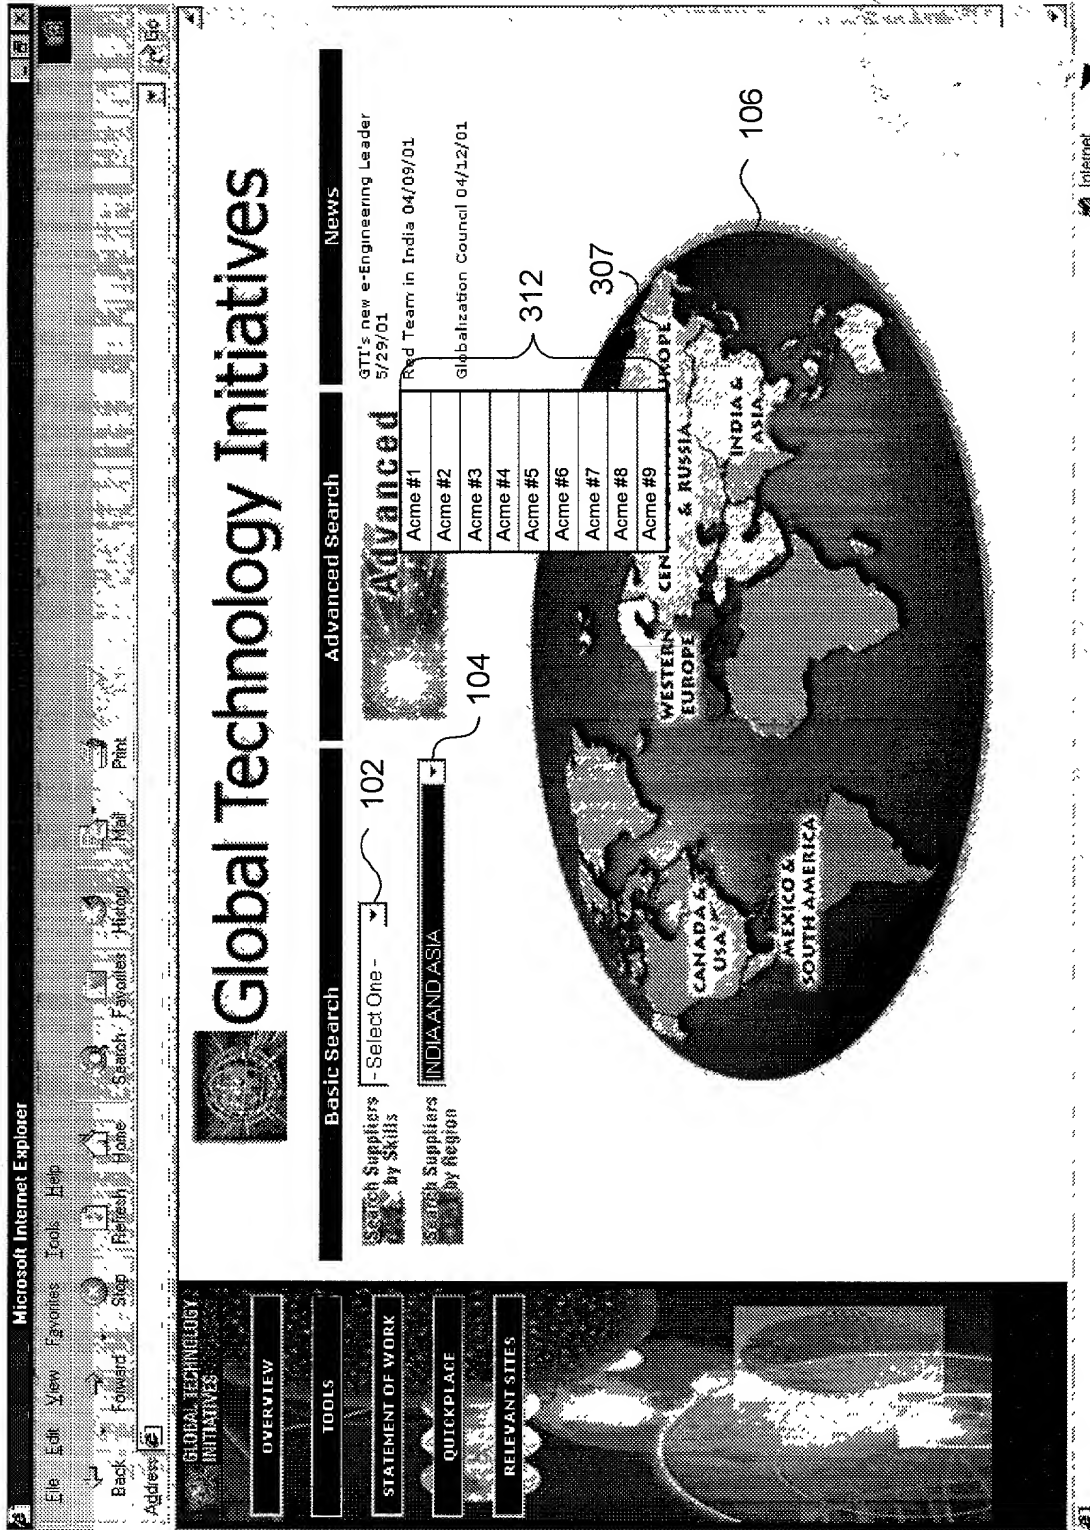 Microsoft Internet Explorer
File Edit View Favorites Tools Help
Back Forward Stop Refresh Home Search Favorites History Mail Print
Address
Go
GLOBAL TECHNOLOGY
INITIATIVES
OVERVIEW
TOOLS
STATEMENT OF WORK
QUICKPLACE
RELEVANT SITES
Global Technology Initiatives
Basic Search
Advanced Search
News
Search Suppliers
by Skills
-Select One-
102
Search Suppliers
by Region
INDIA AND ASIA
104
Advanced
Acme #1
Acme #2
Acme #3
Acme #4
Acme #5
Acme #6
Acme #7
Acme #8
Acme #9
GTI's new e-Engineering Leader
5/29/01
Red Team in India 04/09/01
Globalization Council 04/12/01
312
307
106
CANADA &
USA
MEXICO &
SOUTH AMERICA
WESTERN
EUROPE
& RUSSIA
INDIA &
ASIA
Internet